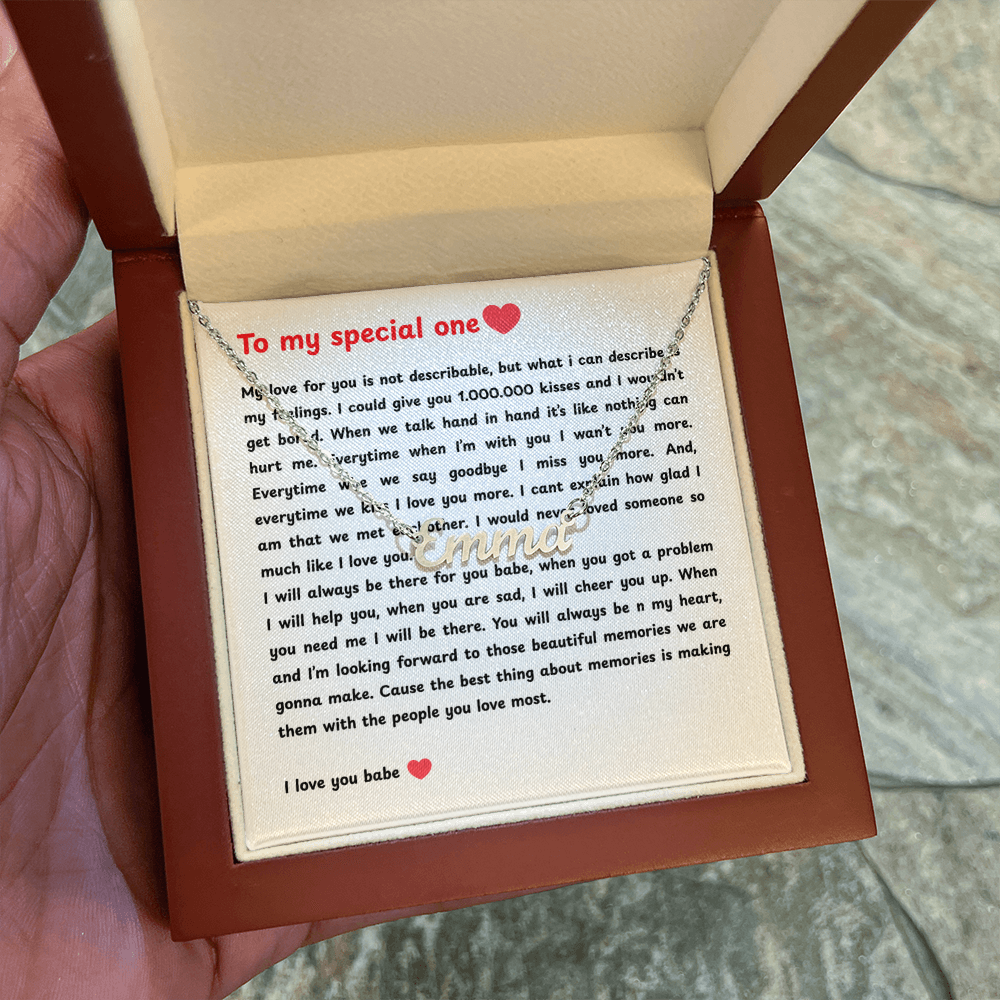 To my special one
My love for you is not describable, but what i can describe is
my feelings. I could give you 1.000.000 kisses and I wouldn't
get bored. When we talk hand in hand it's like nothing can
hurt me. Everytime when I'm with you I wan't you more.
Everytime we say goodbye I miss you more. And,
everytime we kiss I love you more. I cant explain how glad I
am that we met each other. I would never loved someone so
much like I love you.
Emma
I will always be there for you babe, when you got a problem
I will help you, when you are sad, I will cheer you up. When
you need me I will be there. You will always be n my heart,
and I'm looking forward to those beautiful memories we are
gonna make. Cause the best thing about memories is making
them with the people you love most.
I love you babe